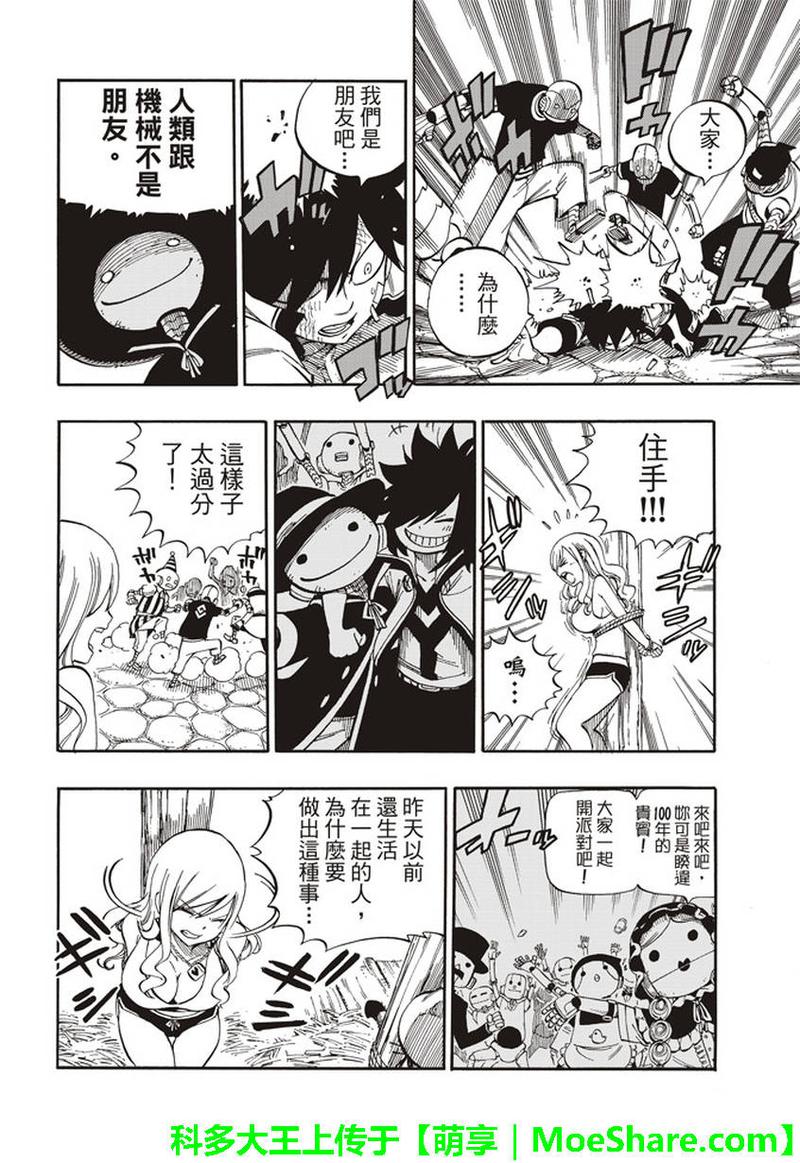 大家…
為什麼
……
我們是
朋友吧…
人類跟
機械不是
朋友。
住手!!!
嗚…
這樣子
太過分
了!
來吧來吧,
妳可是睽違
100年的
貴賓!
大家一起
開派對吧!
昨天以前
還生活
在一起的人,
為什麼要
做出這種事…
科多大王上传于【萌享|MoeShare.com】